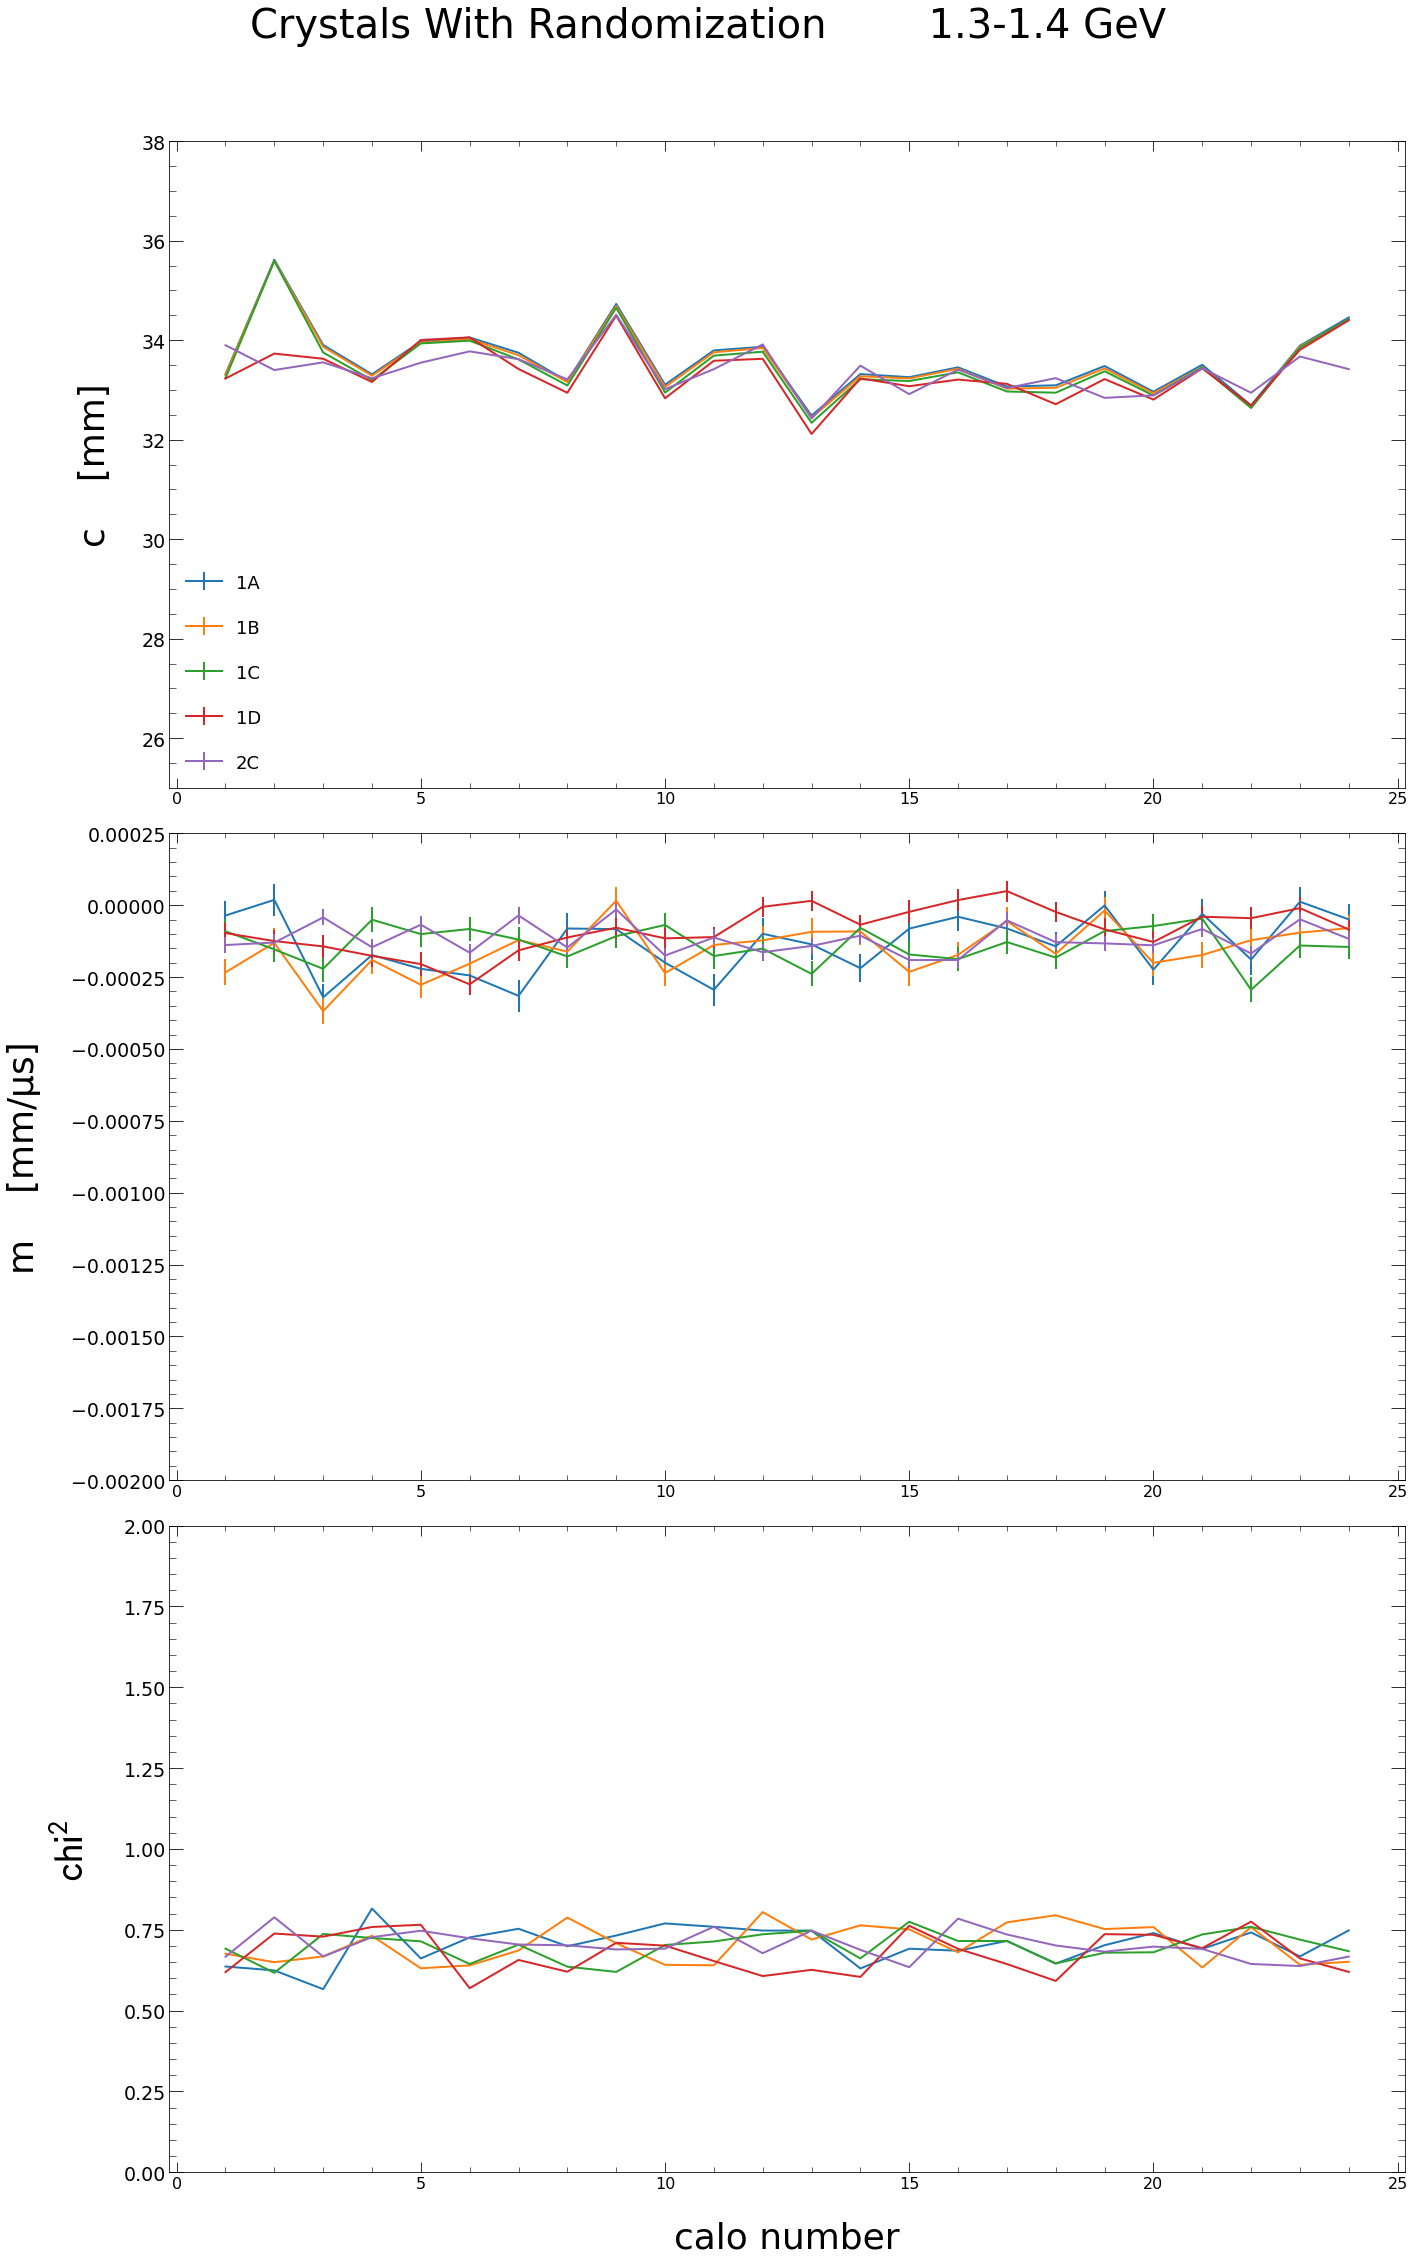 Crystals With Randomization 1.3-1.4 GeV
38
36
34
32
30
28
26
c [mm]
1A
1B
1C
1D
2C
0 5 10 15 20 25
0.00025
0.00000
−0.00025
−0.00050
−0.00075
−0.00100
−0.00125
−0.00150
−0.00175
−0.00200
m [mm/μs]
0 5 10 15 20 25
2.00
1.75
1.50
1.25
1.00
0.75
0.50
0.25
0.00
chi²
0 5 10 15 20 25
calo number